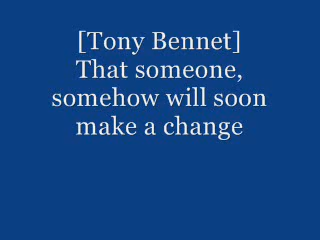 [Tony Bennet]
That someone,
somehow will soon
make a change